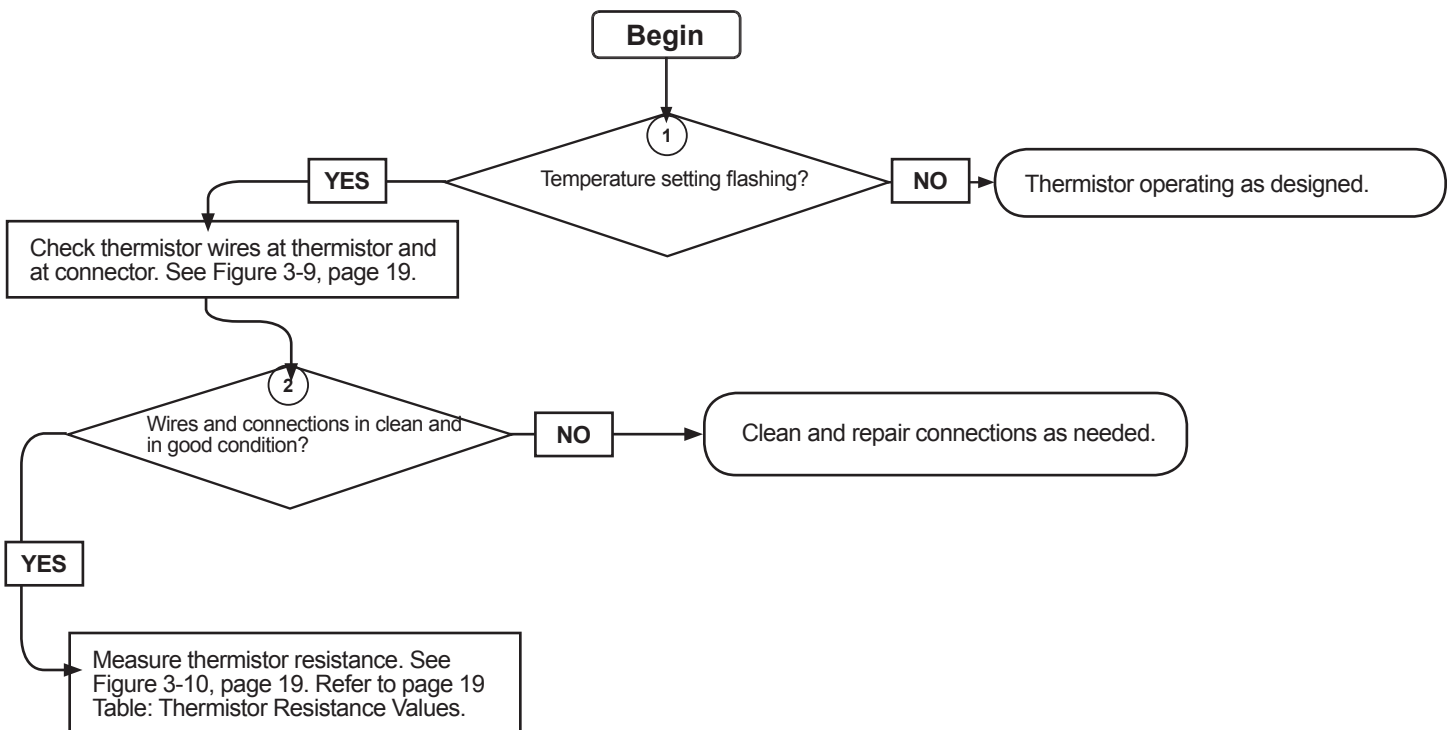 Begin
1
Temperature setting flashing?
YES
NO
Thermistor operating as designed.
Check thermistor wires at thermistor and
at connector. See Figure 3-9, page 19.
2
Wires and connections in clean and
in good condition?
NO
Clean and repair connections as needed.
YES
Measure thermistor resistance. See
Figure 3-10, page 19. Refer to page 19
Table: Thermistor Resistance Values.